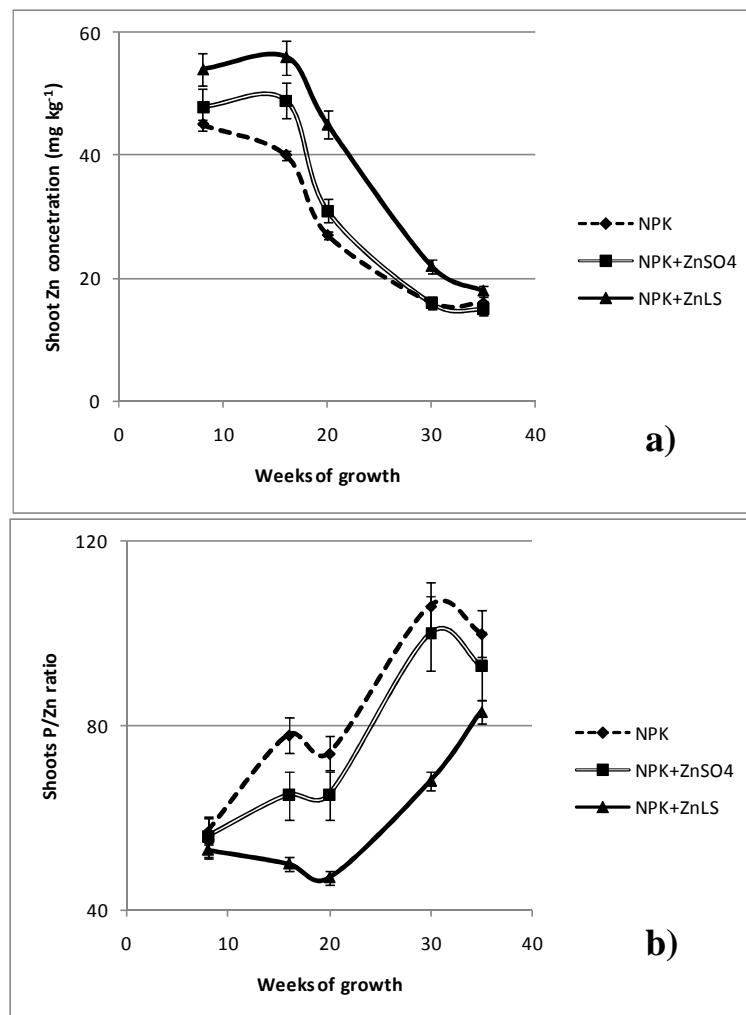 60
40
20
0
0 10 20 30 40
Shoot Zn concetration (mg kg⁻¹)
Weeks of growth
NPK
NPK+ZnSO4
NPK+ZnLS
a)
120
80
40
0 10 20 30 40
Shoots P/Zn ratio
Weeks of growth
NPK
NPK+ZnSO4
NPK+ZnLS
b)